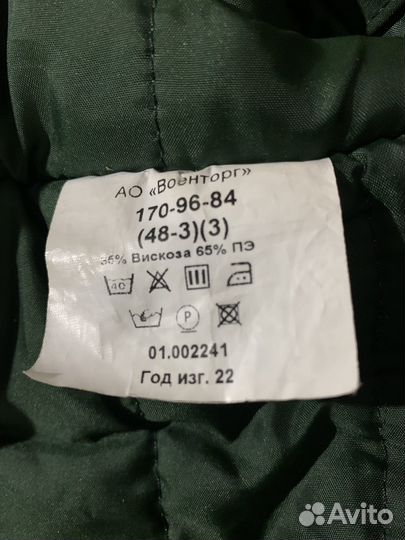 АО «Военторг»
170-96-84
(48-3)(3)
35% Вискоза 65% ПЭ
40
P
01.002241
Год изг. 22
Avito